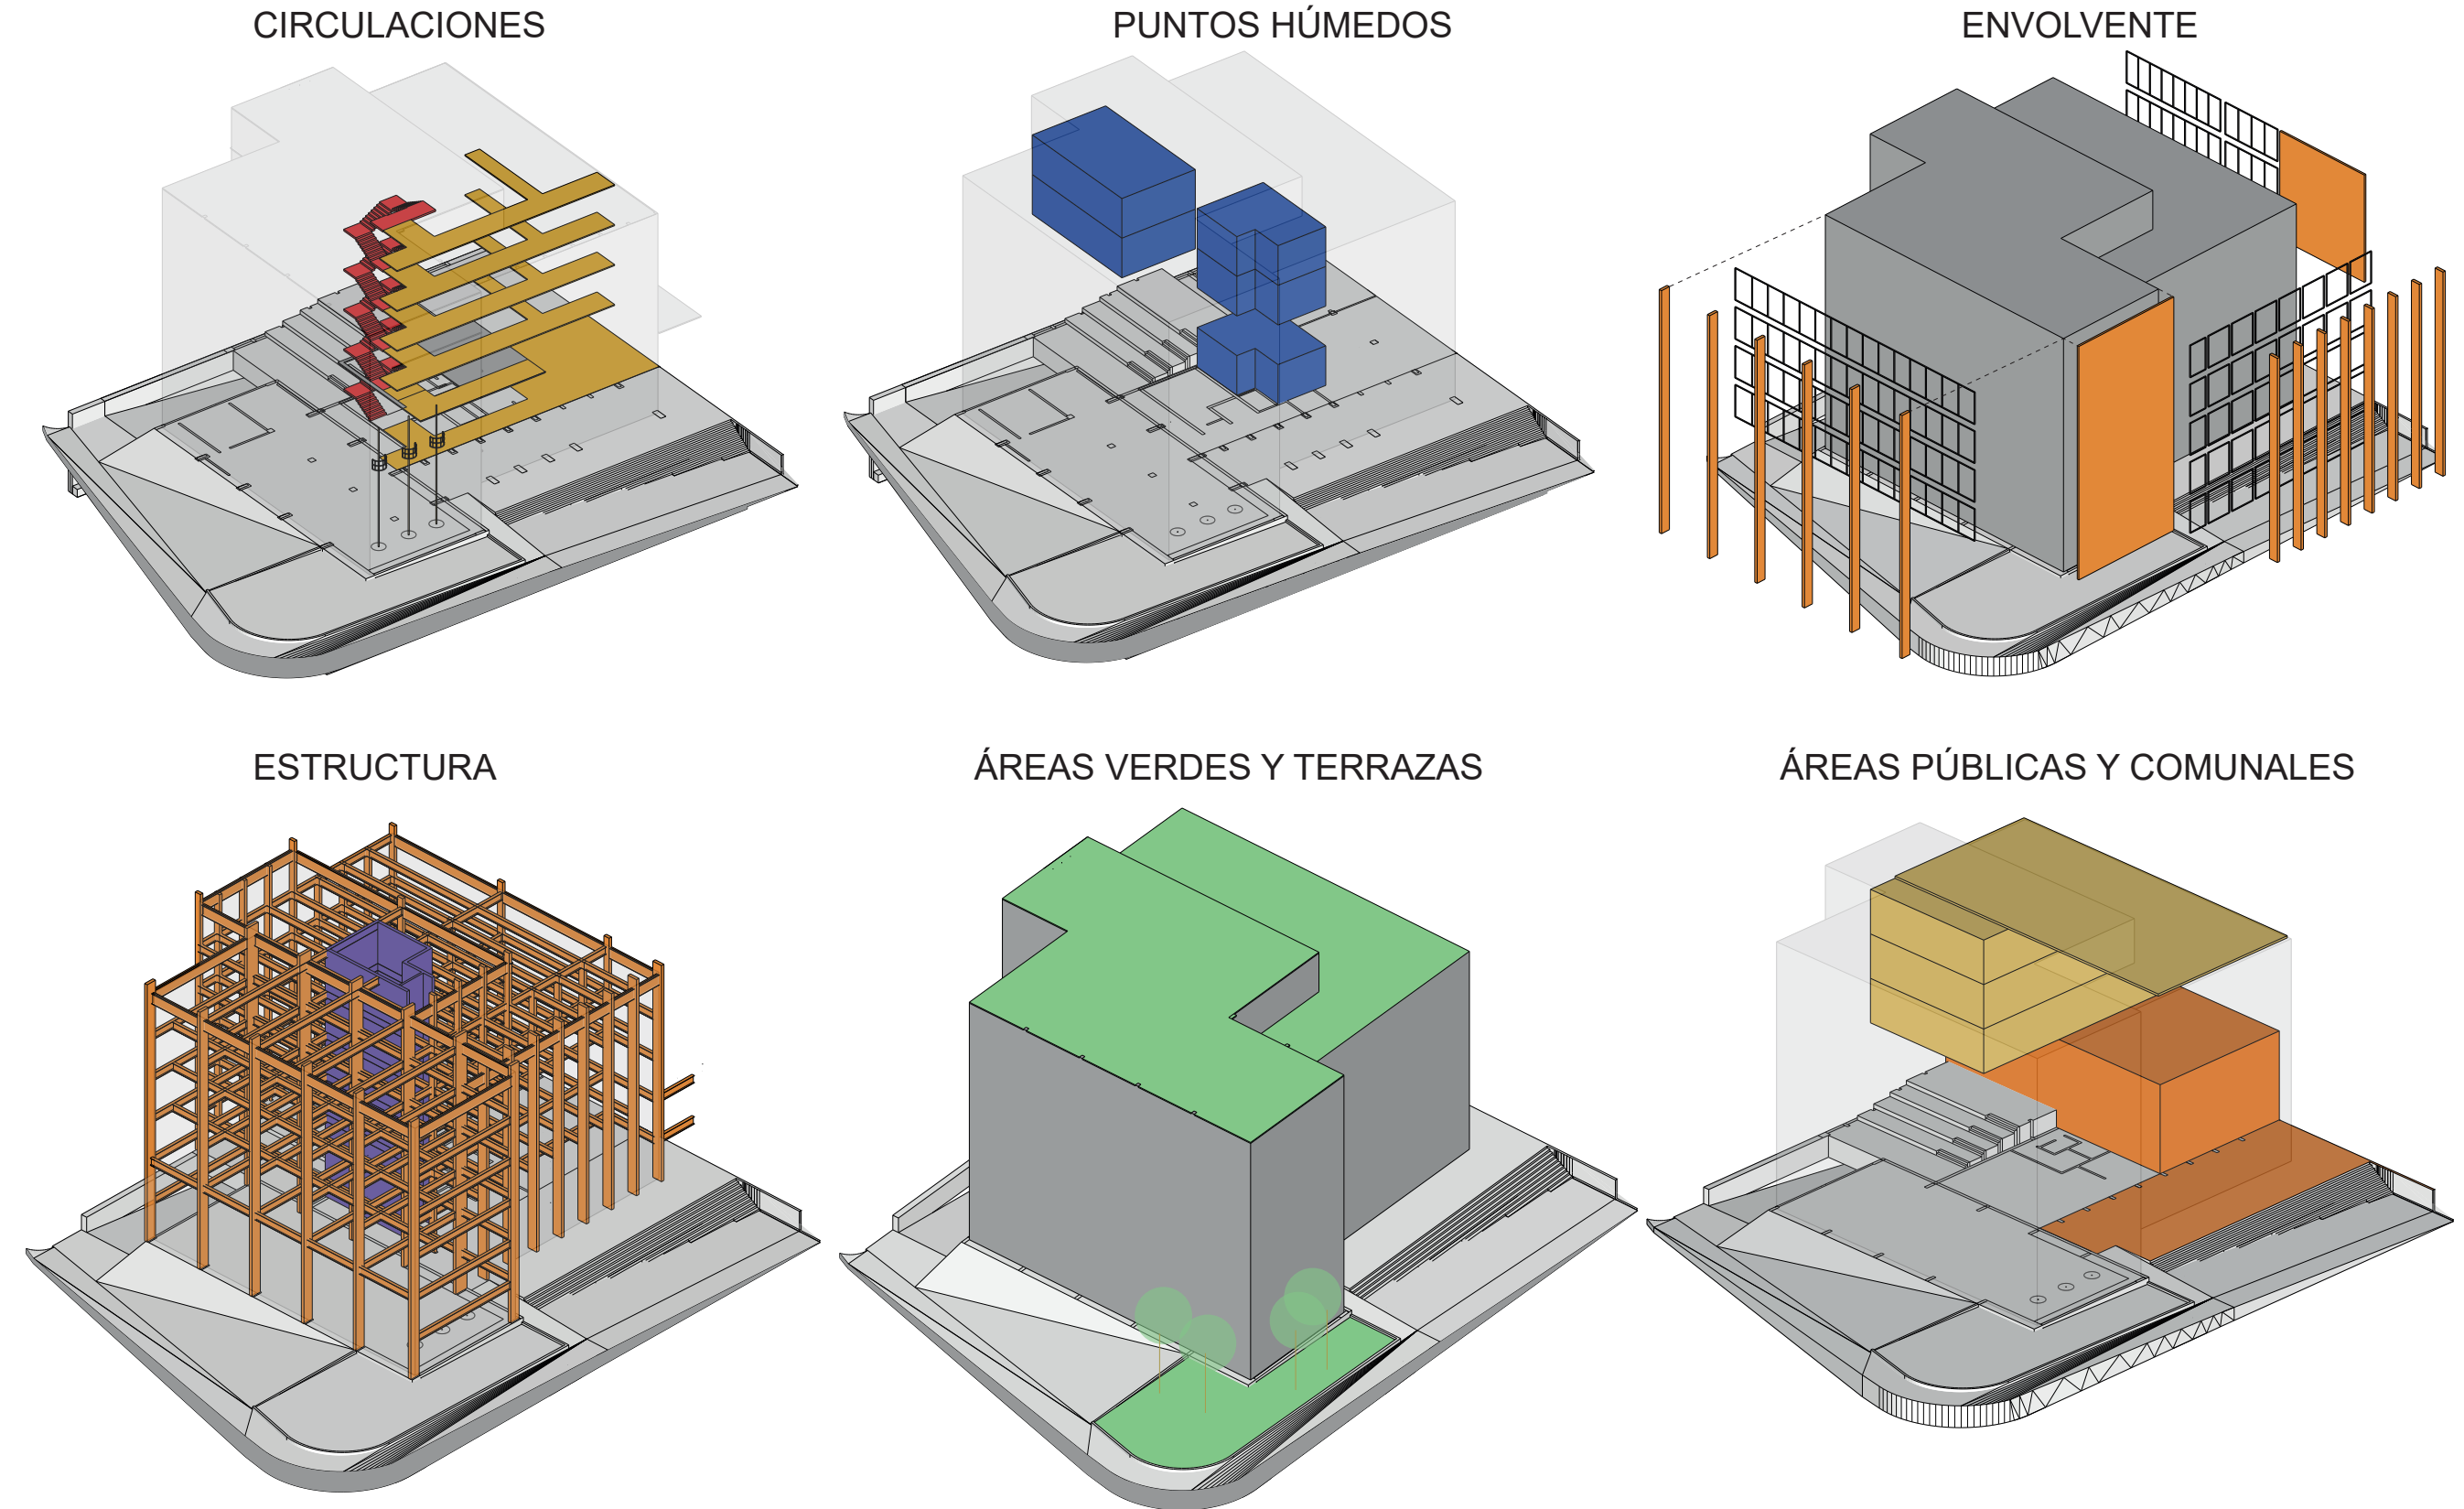 CIRCULACIONES
PUNTOS HÚMEDOS
ENVOLVENTE
ESTRUCTURA
ÁREAS VERDES Y TERRAZAS
ÁREAS PÚBLICAS Y COMUNALES